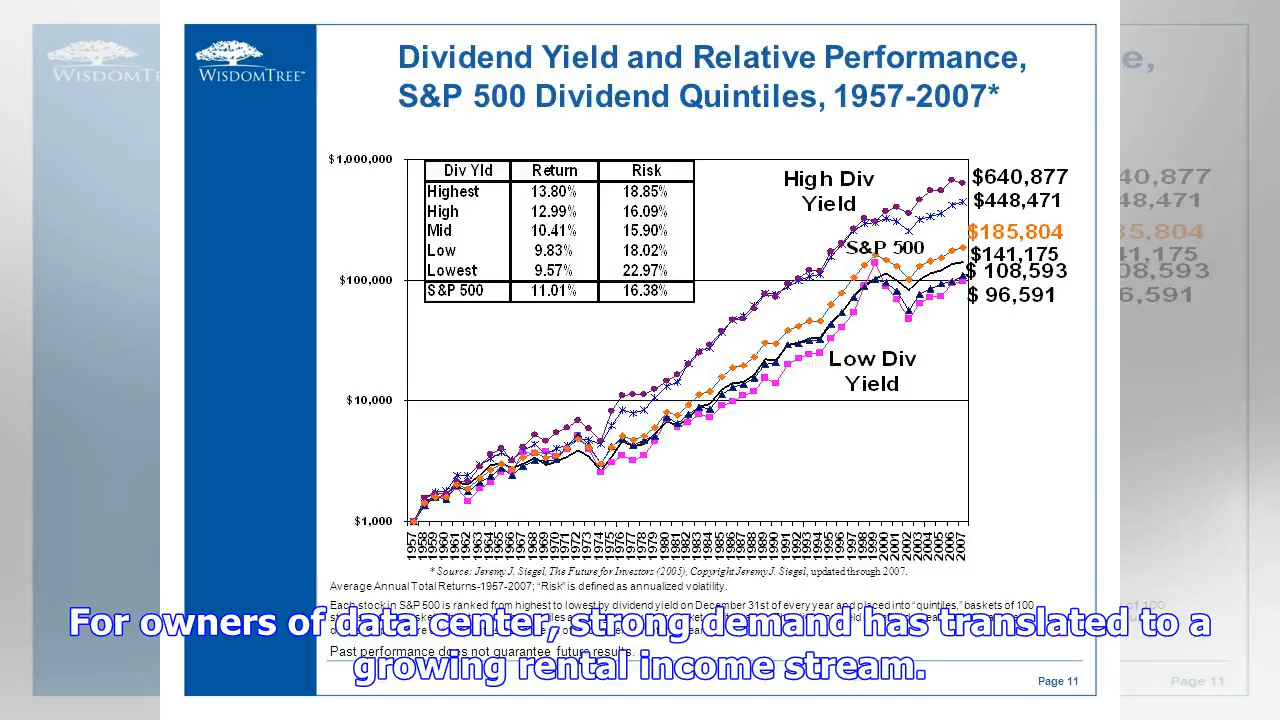 WISDOMTREE™
Dividend Yield and Relative Performance,
S&P 500 Dividend Quintiles, 1957-2007*
$1,000,000
$100,000
$10,000
$1,000
Div Yld Return Risk
Highest 13.80% 18.85%
High 12.99% 16.09%
Mid 10.41% 15.90%
Low 9.83% 18.02%
Lowest 9.57% 22.97%
S&P 500 11.01% 16.38%
High Div
Yield
S&P 500
Low Div
Yield
$640,877
$448,471
$185,804
$141,175
$ 108,593
$ 96,591
1957 1958 1959 1960 1961 1962 1963 1964 1965 1966 1967 1968 1969 1970 1971 1972 1973 1974 1975 1976 1977 1978 1979 1980 1981 1982 1983 1984 1985 1986 1987 1988 1989 1990 1991 1992 1993 1994 1995 1996 1997 1998 1999 2000 2001 2002 2003 2004 2005 2006 2007
* Source: Jeremy J. Siegel, The Future for Investors (2005), Copyright Jeremy J. Siegel, updated through 2007.
Average Annual Total Returns-1957-2007; “Risk” is defined as annualized volatility.
Each stock in S&P 500 is ranked from highest to lowest by dividend yield on December 31st of every year and placed into “quintiles,” baskets of 100
For owners of data center, strong demand has translated to a
Past performance does not guarantee future results.
growing rental income stream.
Page 11